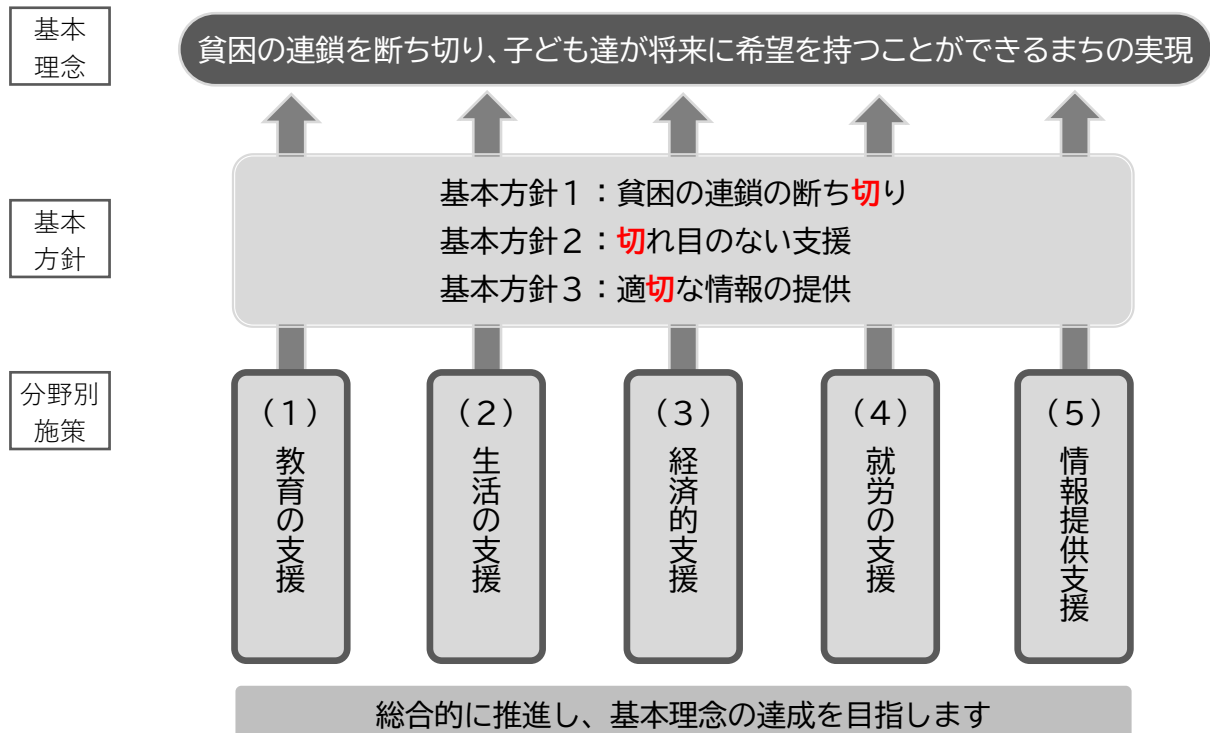 基本
理念
貧困の連鎖を断ち切り、子ども達が将来に希望を持つことができるまちの実現
基本
方針
基本方針1：貧困の連鎖の断ち切り
基本方針2：切れ目のない支援
基本方針3：適切な情報の提供
分野別
施策
（1）
教育の支援
（2）
生活の支援
（3）
経済的支援
（4）
就労の支援
（5）
情報提供支援
総合的に推進し、基本理念の達成を目指します